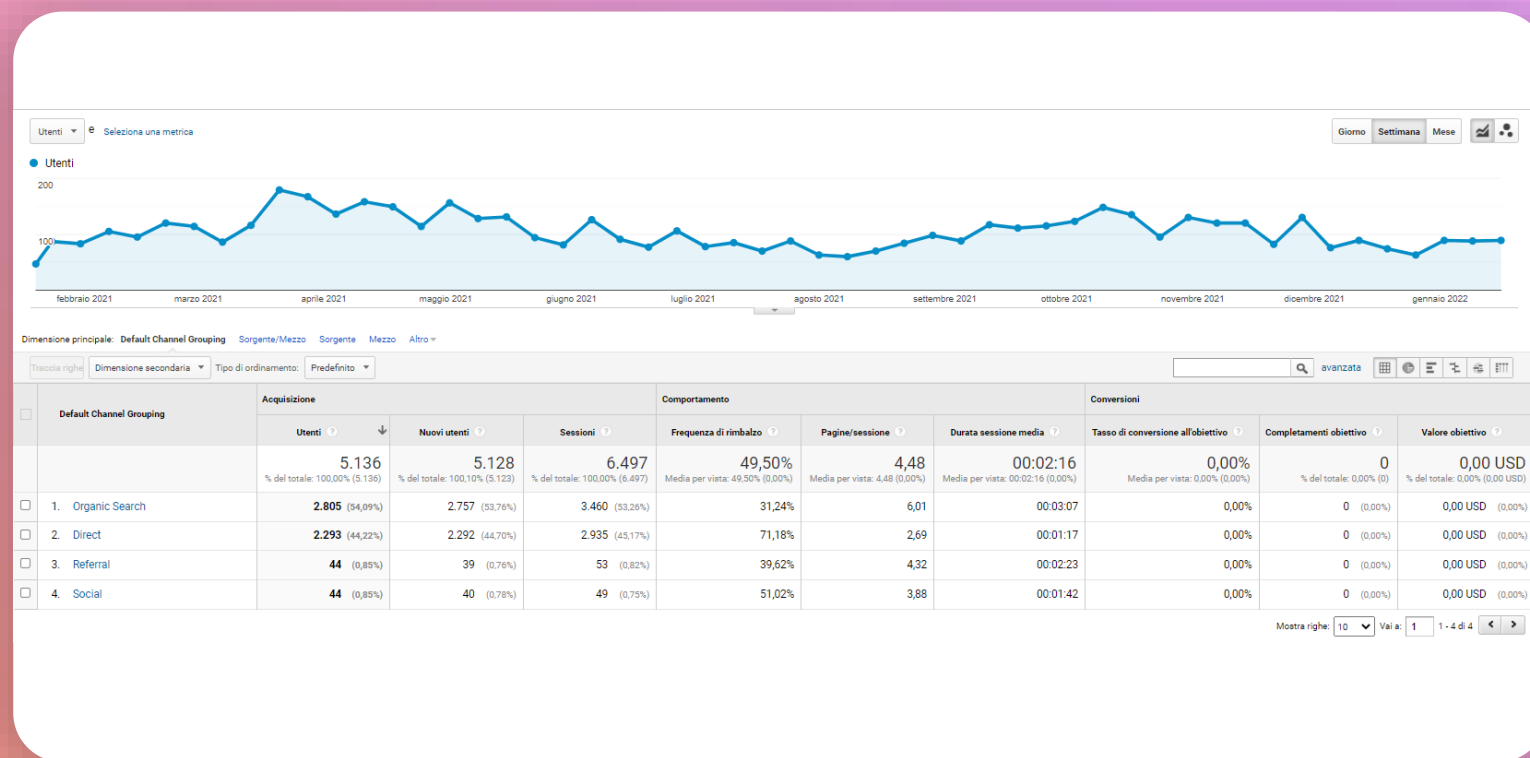 Utenti e Seleziona una metrica Giorno Settimana Mese
Utenti
200
100
febbraio 2021 marzo 2021 aprile 2021 maggio 2021 giugno 2021 luglio 2021 agosto 2021 settembre 2021 ottobre 2021 novembre 2021 dicembre 2021 gennaio 2022
Dimensione principale: Default Channel Grouping Sorgente/Mezzo Sorgente Mezzo Altro
Traccia righe Dimensione secondaria Tipo di ordinamento: Predefinito avanzata
Default Channel Grouping Acquisizione Comportamento Conversioni
Utenti ? Nuovi utenti ? Sessioni ? Frequenza di rimbalzo ? Pagine/sessione ? Durata sessione media ? Tasso di conversione all'obiettivo ? Completamenti obiettivo ? Valore obiettivo ?
5.136 5.128 6.497 49,50% 4,48 00:02:16 0,00% 0 0,00 USD
% del totale: 100,00% (5.136) % del totale: 100,10% (5.123) % del totale: 100,00% (6.497) Media per vista: 49,50% (0,00%) Media per vista: 4,48 (0,00%) Media per vista: 00:02:16 (0,00%) Media per vista: 0,00% (0,00%) % del totale: 0,00% (0) % del totale: 0,00% (0,00 USD)
1. Organic Search 2.805 (54,09%) 2.757 (53,76%) 3.460 (53,26%) 31,24% 6,01 00:03:07 0,00% 0 (0,00%) 0,00 USD (0,00%)
2. Direct 2.293 (44,22%) 2.292 (44,70%) 2.935 (45,17%) 71,18% 2,69 00:01:17 0,00% 0 (0,00%) 0,00 USD (0,00%)
3. Referral 44 (0,85%) 39 (0,76%) 53 (0,82%) 39,62% 4,32 00:02:23 0,00% 0 (0,00%) 0,00 USD (0,00%)
4. Social 44 (0,85%) 40 (0,78%) 49 (0,75%) 51,02% 3,88 00:01:42 0,00% 0 (0,00%) 0,00 USD (0,00%)
Mostra righe: 10 Vai a: 1 1 - 4 di 4